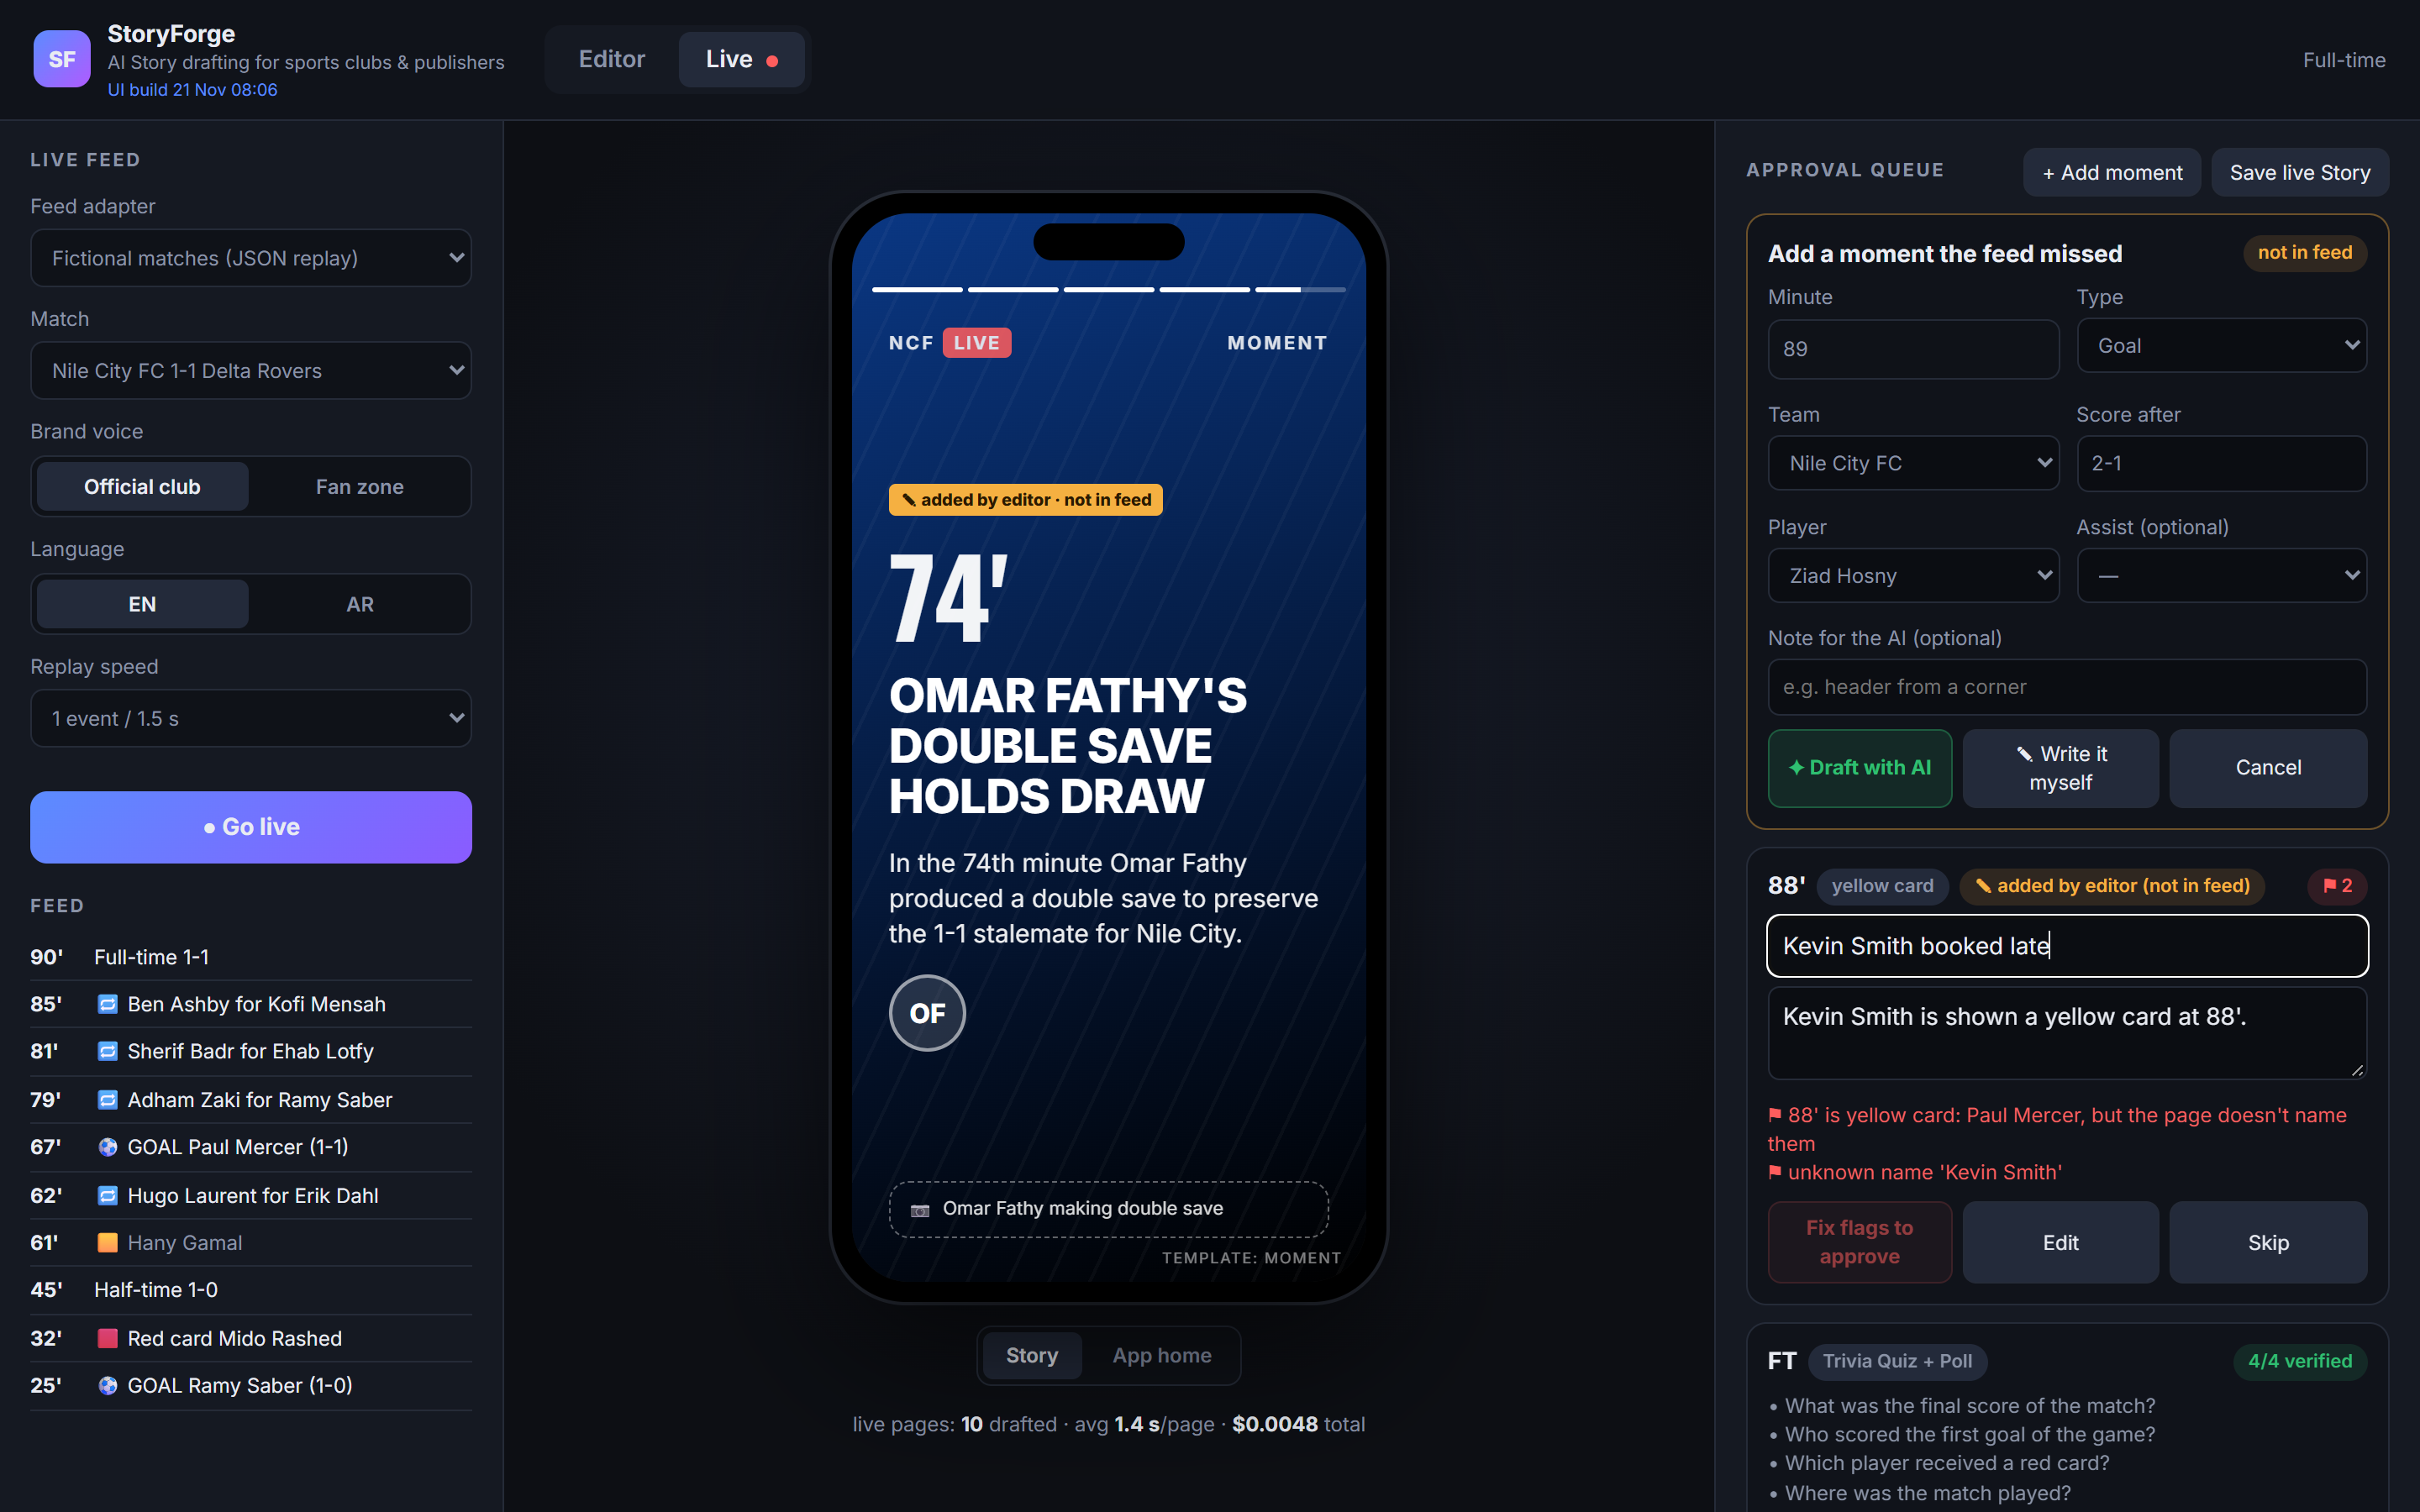 SF
StoryForge
AI Story drafting for sports clubs & publishers
UI build 21 Nov 08:06
Editor
Live
Full-time
LIVE FEED
Feed adapter
Fictional matches (JSON replay)
Match
Nile City FC 1-1 Delta Rovers
Brand voice
Official club
Fan zone
Language
EN
AR
Replay speed
1 event / 1.5 s
Go live
FEED
90' Full-time 1-1
85' Ben Ashby for Kofi Mensah
81' Sherif Badr for Ehab Lotfy
79' Adham Zaki for Ramy Saber
67' GOAL Paul Mercer (1-1)
62' Hugo Laurent for Erik Dahl
61' Hany Gamal
45' Half-time 1-0
32' Red card Mido Rashed
25' GOAL Ramy Saber (1-0)
NCF LIVE
MOMENT
added by editor · not in feed
74'
OMAR FATHY'S
DOUBLE SAVE
HOLDS DRAW
In the 74th minute Omar Fathy
produced a double save to preserve
the 1-1 stalemate for Nile City.
OF
Omar Fathy making double save
TEMPLATE: MOMENT
Story
App home
live pages: 10 drafted · avg 1.4 s/page · $0.0048 total
APPROVAL QUEUE
+ Add moment
Save live Story
Add a moment the feed missed
not in feed
Minute
Type
89
Goal
Team
Score after
Nile City FC
2-1
Player
Assist (optional)
Ziad Hosny
—
Note for the AI (optional)
e.g. header from a corner
Draft with AI
Write it
myself
Cancel
88' yellow card added by editor (not in feed) 2
Kevin Smith booked late
Kevin Smith is shown a yellow card at 88'.
88' is yellow card: Paul Mercer, but the page doesn't name
them
unknown name 'Kevin Smith'
Fix flags to
approve
Edit
Skip
FT Trivia Quiz + Poll 4/4 verified
• What was the final score of the match?
• Who scored the first goal of the game?
• Which player received a red card?
• Where was the match played?